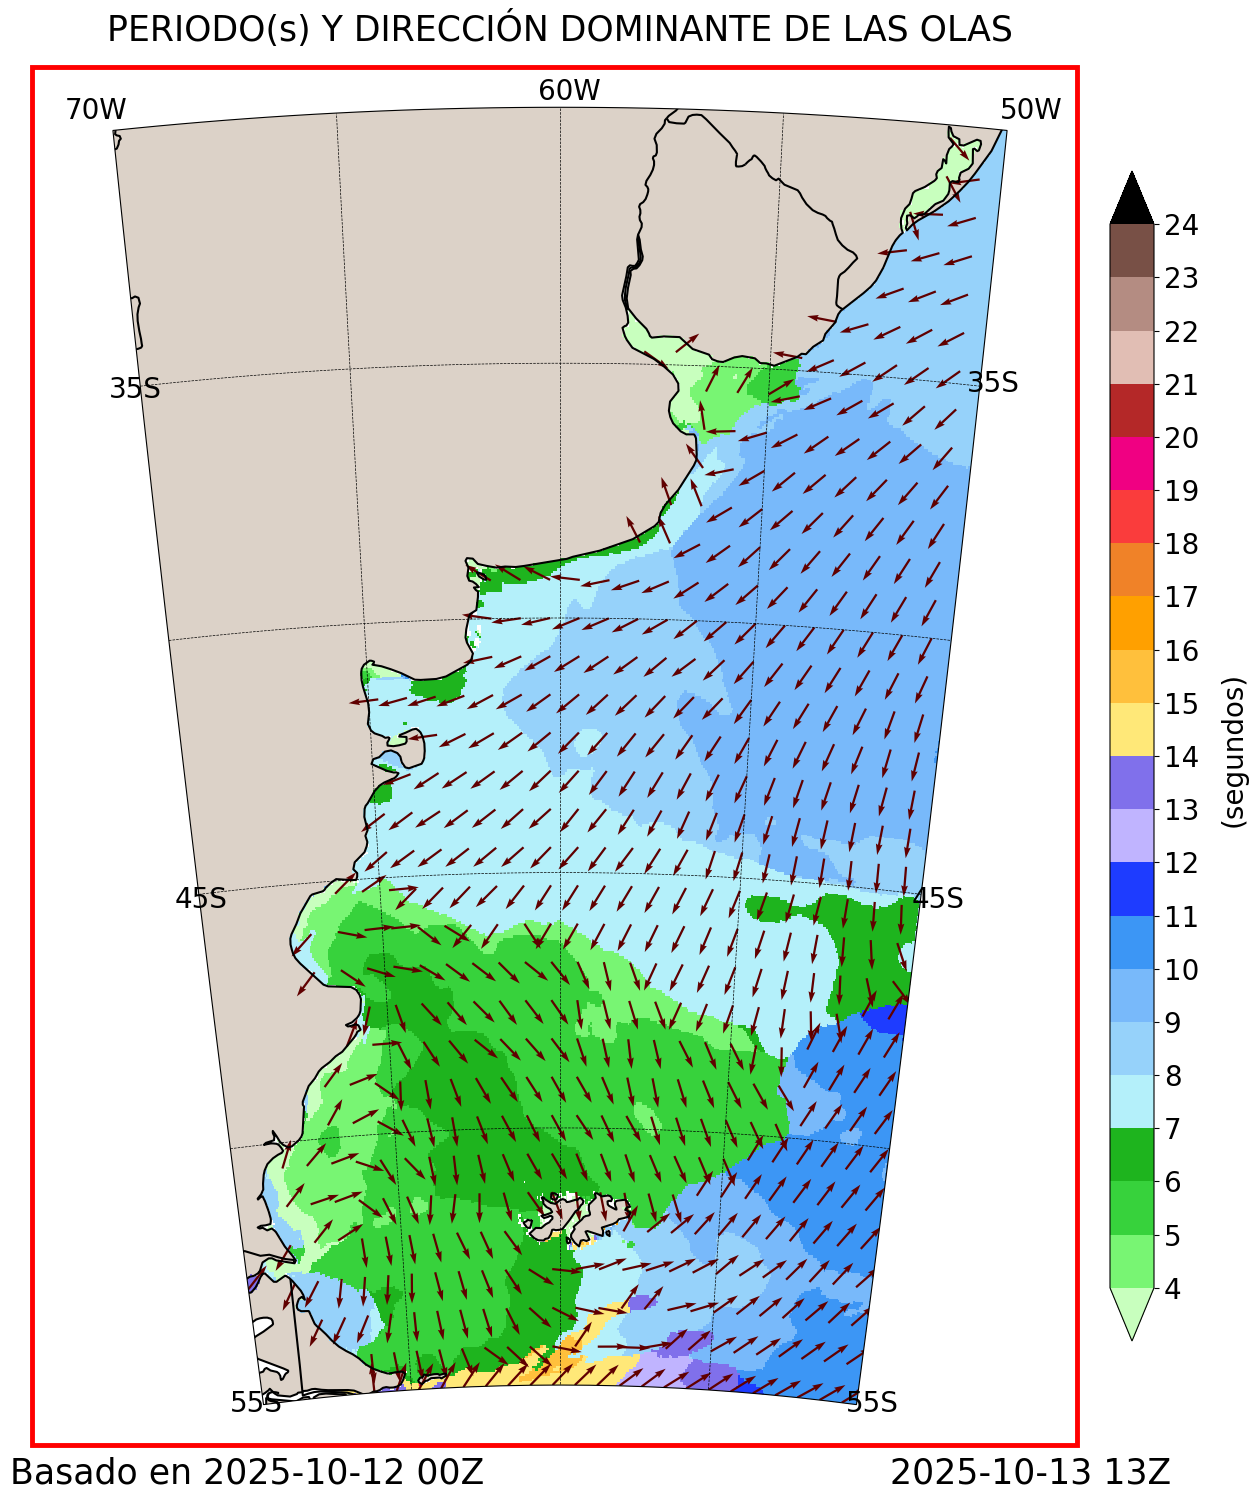 PERIODO(s) Y DIRECCIÓN DOMINANTE DE LAS OLAS
70W
60W
50W
35S
35S
45S
45S
55S
55S
24
23
22
21
20
19
18
17
16
15
14
13
12
11
10
9
8
7
6
5
4
(segundos)
Basado en 2025-10-12 00Z
2025-10-13 13Z